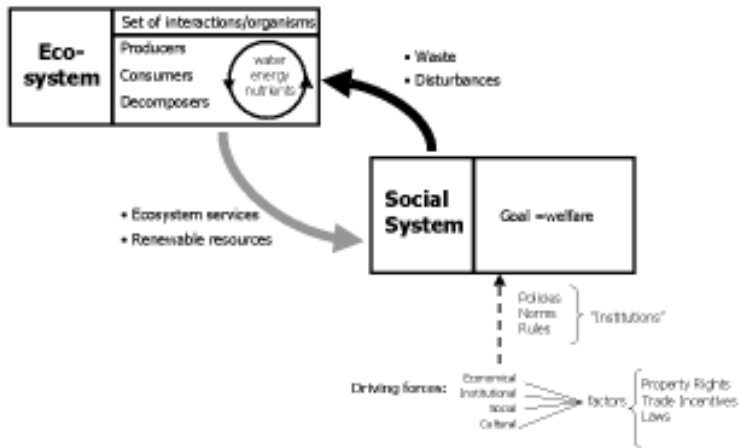 Eco-
system
Set of interactions/organisms
Producers
Consumers
Decomposers
water
energy
nutrients
• Waste
• Disturbances
• Ecosystem services
• Renewable resources
Social
System
Goal =welfare
Policies
Norms
Rules
"Institutions"
Driving forces:
Economical
Institutional
Social
Cultural
factors
Property Rights
Trade Incentives
Laws